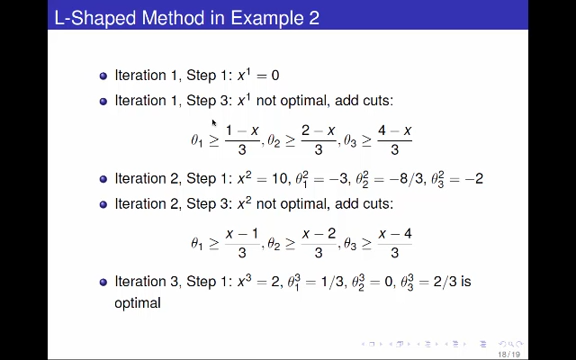 L-Shaped Method in Example 2
Iteration 1, Step 1: x¹ = 0
Iteration 1, Step 3: x¹ not optimal, add cuts:
θ₁ ≥ (1 − x)/3, θ₂ ≥ (2 − x)/3, θ₃ ≥ (4 − x)/3
Iteration 2, Step 1: x² = 10, θ₁² = −3, θ₂² = −8/3, θ₃² = −2
Iteration 2, Step 3: x² not optimal, add cuts:
θ₁ ≥ (x − 1)/3, θ₂ ≥ (x − 2)/3, θ₃ ≥ (x − 4)/3
Iteration 3, Step 1: x³ = 2, θ₁³ = 1/3, θ₂³ = 0, θ₃³ = 2/3 is
optimal
18/19